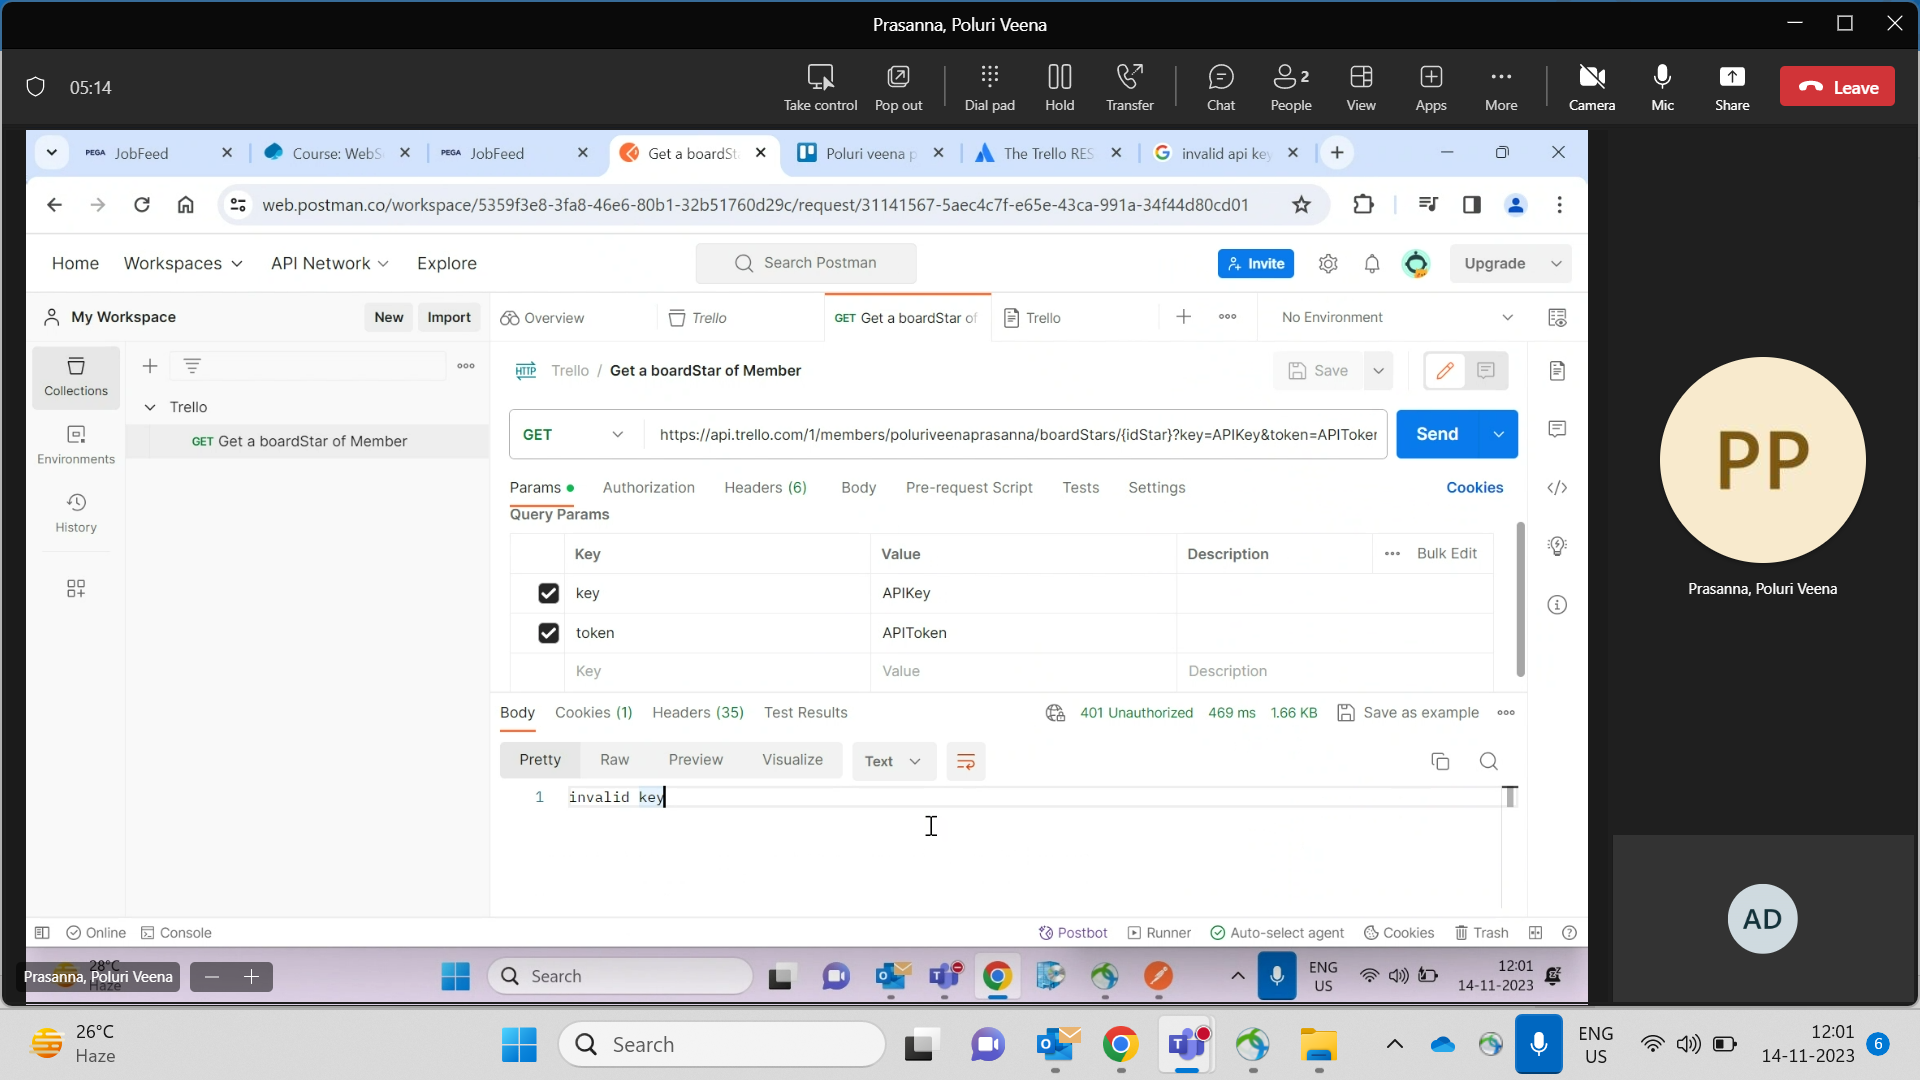 Prasanna, Poluri Veena
05:14
Take control
Pop out
Dial pad
Hold
Transfer
Chat
2
People
View
Apps
More
Camera
Mic
Share
Leave
PEGA JobFeed
Course: WebS
PEGA JobFeed
Get a boardSt
Poluri veena p
The Trello RES
invalid api key
web.postman.co/workspace/5359f3e8-3fa8-46e6-80b1-32b51760d29c/request/31141567-5aec4c7f-e65e-43ca-991a-34f44d80cd01
Home
Workspaces
API Network
Explore
Search Postman
Invite
Upgrade
My Workspace
New
Import
Overview
Trello
GET Get a boardStar of
Trello
No Environment
Collections
Environments
History
Trello
GET Get a boardStar of Member
HTTP Trello / Get a boardStar of Member
Save
GET
https://api.trello.com/1/members/poluriveenaprasanna/boardStars/{idStar}?key=APIKey&token=APIToken
Send
Params
Authorization
Headers (6)
Body
Pre-request Script
Tests
Settings
Cookies
Query Params
Key
Value
Description
Bulk Edit
key
APIKey
token
APIToken
Key
Value
Description
Body
Cookies (1)
Headers (35)
Test Results
401 Unauthorized
469 ms
1.66 KB
Save as example
Pretty
Raw
Preview
Visualize
Text
1 invalid key
Online
Console
Postbot
Runner
Auto-select agent
Cookies
Trash
28°C
Haze
Prasanna, Poluri Veena
Search
ENG
US
12:01
14-11-2023
PP
Prasanna, Poluri Veena
AD
26°C
Haze
Search
ENG
US
12:01
14-11-2023
6